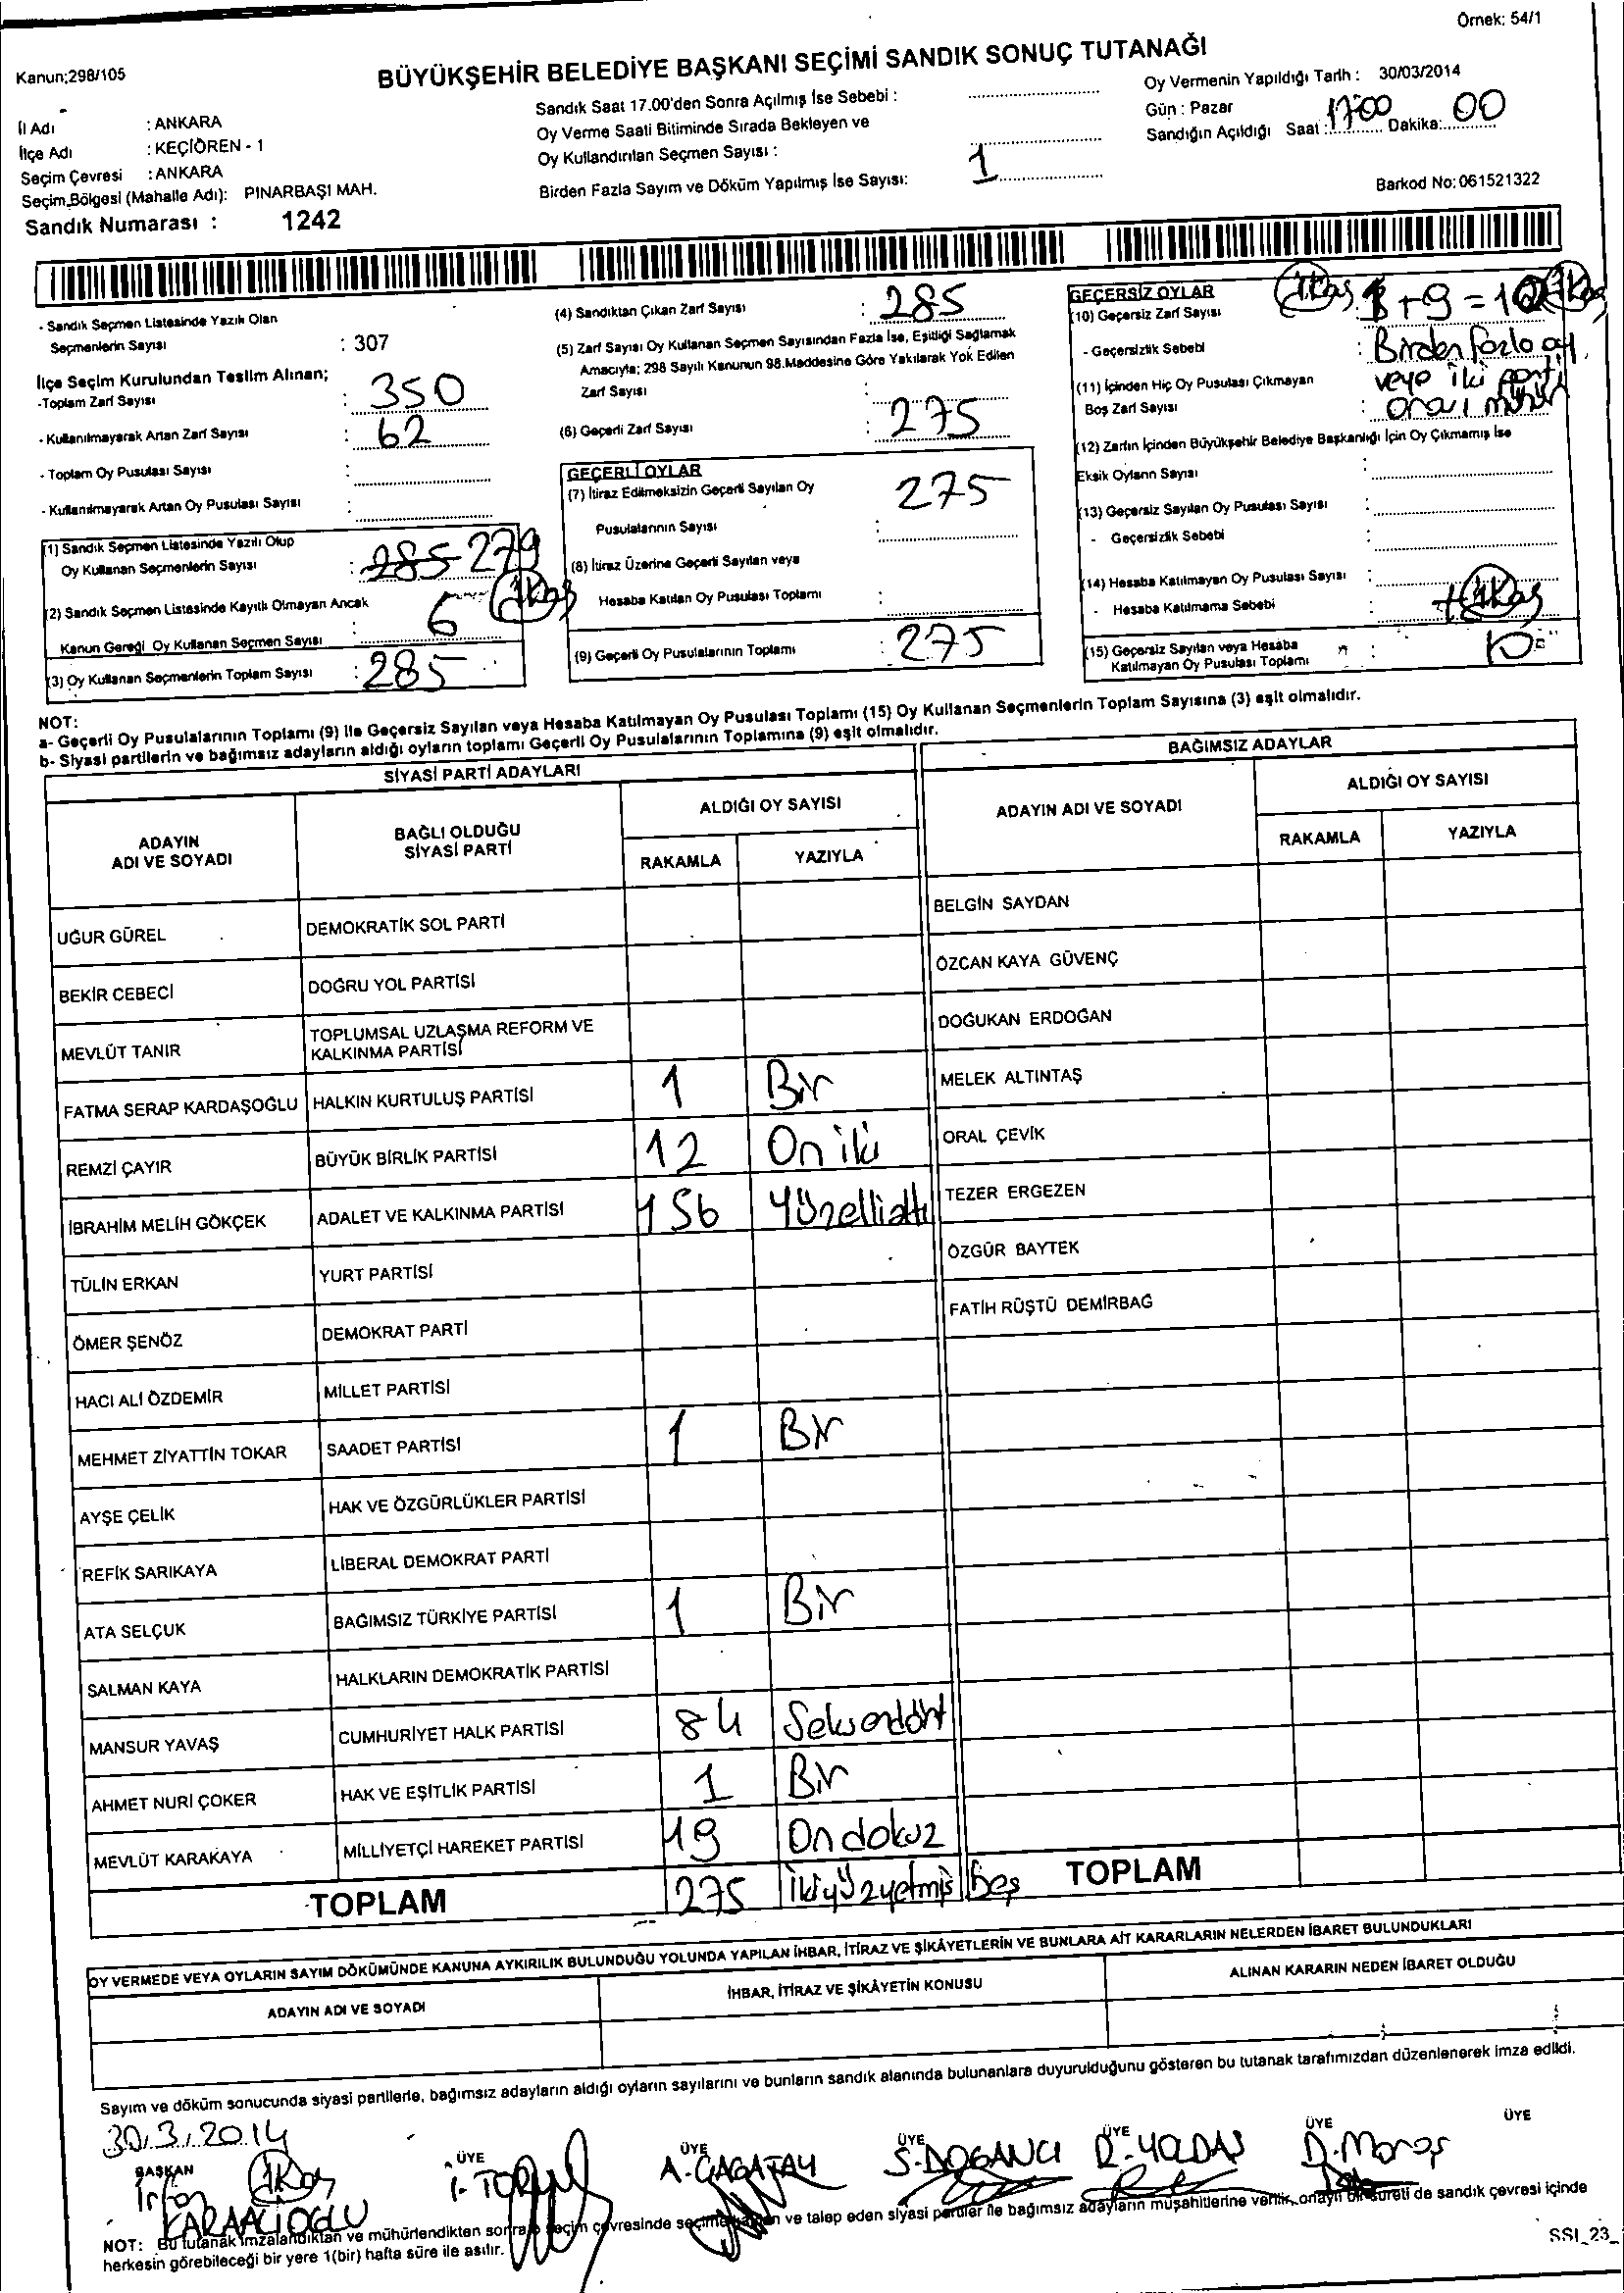 Örnek: 54/1
Kanun;298/105
BÜYÜKŞEHİR BELEDİYE BAŞKANI SEÇİMİ SANDIK SONUÇ TUTANAĞI
İl Adı : ANKARA
İlçe Adı : KEÇİÖREN - 1
Seçim Çevresi : ANKARA
Seçim Bölgesi (Mahalle Adı): PINARBAŞI MAH.
Sandık Numarası : 1242
Sandık Saat 17.00'den Sonra Açılmış İse Sebebi :
Oy Verme Saati Bitiminde Sırada Bekleyen ve
Oy Kullandırılan Seçmen Sayısı :
Birden Fazla Sayım ve Döküm Yapılmış İse Sayısı: 1
Oy Vermenin Yapıldığı Tarih : 30/03/2014
Gün : Pazar
Sandığın Açıldığı Saat : 17:00 Dakika: 00
Barkod No: 061521322
- Sandık Seçmen Listesinde Yazılı Olan
Seçmenlerin Sayısı : 307
İlçe Seçim Kurulundan Teslim Alınan;
-Toplam Zarf Sayısı : 350
- Kullanılmayarak Artan Zarf Sayısı : 62
- Toplam Oy Pusulası Sayısı :
- Kullanılmayarak Artan Oy Pusulası Sayısı :
(1) Sandık Seçmen Listesinde Yazılı Olup
Oy Kullanan Seçmenlerin Sayısı : 285 279
(2) Sandık Seçmen Listesinde Kayıtlı Olmayan Ancak
Kanun Gereği Oy Kullanan Seçmen Sayısı : 6
(3) Oy Kullanan Seçmenlerin Toplam Sayısı : 285
(4) Sandıktan Çıkan Zarf Sayısı : 285
(5) Zarf Sayısı Oy Kullanan Seçmen Sayısından Fazla İse, Eşitliği Sağlamak
Amacıyla; 298 Sayılı Kanunun 98.Maddesine Göre Yakılarak Yok Edilen
Zarf Sayısı
(6) Geçerli Zarf Sayısı : 275
GEÇERLİ OYLAR
(7) İtiraz Edilmeksizin Geçerli Sayılan Oy
Pusulalarının Sayısı : 275
(8) İtiraz Üzerine Geçerli Sayılan veya
Hesaba Katılan Oy Pusulası Toplamı :
(9) Geçerli Oy Pusulalarının Toplamı : 275
GEÇERSİZ OYLAR
(10) Geçersiz Zarf Sayısı : 1+9=10
- Geçersizlik Sebebi : Birden fazla oy
veya iki parti
(11) İçinden Hiç Oy Pusulası Çıkmayan
Boş Zarf Sayısı : arası mühür
(12) Zarfın İçinden Büyükşehir Belediye Başkanlığı İçin Oy Çıkmamış İse
Eksik Oyların Sayısı :
(13) Geçersiz Sayılan Oy Pusulası Sayısı :
- Geçersizlik Sebebi :
(14) Hesaba Katılmayan Oy Pusulası Sayısı :
- Hesaba Katılmama Sebebi :
(15) Geçersiz Sayılan veya Hesaba
Katılmayan Oy Pusulası Toplamı : 10
NOT:
a- Geçerli Oy Pusulalarının Toplamı (9) ile Geçersiz Sayılan veya Hesaba Katılmayan Oy Pusulası Toplamı (15) Oy Kullanan Seçmenlerin Toplam Sayısına (3) eşit olmalıdır.
b- Siyasi partilerin ve bağımsız adayların aldığı oyların toplamı Geçerli Oy Pusulalarının Toplamına (9) eşit olmalıdır.
SİYASİ PARTİ ADAYLARI
ADAYIN ADI VE SOYADI BAĞLI OLDUĞU SİYASİ PARTİ ALDIĞI OY SAYISI
RAKAMLA YAZIYLA
UĞUR GÜREL DEMOKRATİK SOL PARTİ
BEKİR CEBECİ DOĞRU YOL PARTİSİ
MEVLÜT TANIR TOPLUMSAL UZLAŞMA REFORM VE KALKINMA PARTİSİ
FATMA SERAP KARDAŞOĞLU HALKIN KURTULUŞ PARTİSİ 1 Bir
REMZİ ÇAYIR BÜYÜK BİRLİK PARTİSİ 12 On iki
İBRAHİM MELİH GÖKÇEK ADALET VE KALKINMA PARTİSİ 156 Yüzellialtı
TÜLİN ERKAN YURT PARTİSİ
ÖMER ŞENÖZ DEMOKRAT PARTİ
HACI ALİ ÖZDEMİR MİLLET PARTİSİ
MEHMET ZİYATTİN TOKAR SAADET PARTİSİ 1 Bir
AYŞE ÇELİK HAK VE ÖZGÜRLÜKLER PARTİSİ
REFİK SARIKAYA LİBERAL DEMOKRAT PARTİ
ATA SELÇUK BAĞIMSIZ TÜRKİYE PARTİSİ 1 Bir
SALMAN KAYA HALKLARIN DEMOKRATİK PARTİSİ
MANSUR YAVAŞ CUMHURİYET HALK PARTİSİ 84 Seksendört
AHMET NURİ ÇOKER HAK VE EŞİTLİK PARTİSİ 1 Bir
MEVLÜT KARAKAYA MİLLİYETÇİ HAREKET PARTİSİ 19 Ondokuz
TOPLAM 275 İkiyüzyetmiş beş
BAĞIMSIZ ADAYLAR
ADAYIN ADI VE SOYADI ALDIĞI OY SAYISI
RAKAMLA YAZIYLA
BELGİN SAYDAN
ÖZCAN KAYA GÜVENÇ
DOĞUKAN ERDOĞAN
MELEK ALTINTAŞ
ORAL ÇEVİK
TEZER ERGEZEN
ÖZGÜR BAYTEK
FATİH RÜŞTÜ DEMİRBAĞ
TOPLAM
OY VERMEDE VEYA OYLARIN SAYIM DÖKÜMÜNDE KANUNA AYKIRILIK BULUNDUĞU YOLUNDA YAPILAN İHBAR, İTİRAZ VE ŞİKÂYETLERİN VE BUNLARA AİT KARARLARIN NELERDEN İBARET BULUNDUKLARI
ADAYIN ADI VE SOYADI İHBAR, İTİRAZ VE ŞİKÂYETİN KONUSU ALINAN KARARIN NEDEN İBARET OLDUĞU
Sayım ve döküm sonucunda siyasi partilerle, bağımsız adayların aldığı oyların sayılarını ve bunların sandık alanında bulunanlara duyurulduğunu gösteren bu tutanak tarafımızdan düzenlenerek imza edildi.
30.3.2014
BAŞKAN ÜYE ÜYE ÜYE ÜYE ÜYE ÜYE
İrfan KARAALİOĞLU A.ÇAĞATAY S.DOĞANCI R.YOLDAŞ D.Maraş
NOT: Bu tutanak imzalandıktan ve mühürlendikten sonra seçim çevresinde ve talep eden siyasi partiler ile bağımsız adayların müşahitlerine verilir, onaylı bir sureti de sandık çevresi içinde
herkesin görebileceği bir yere 1(bir) hafta süre ile asılır.
SSI_23_